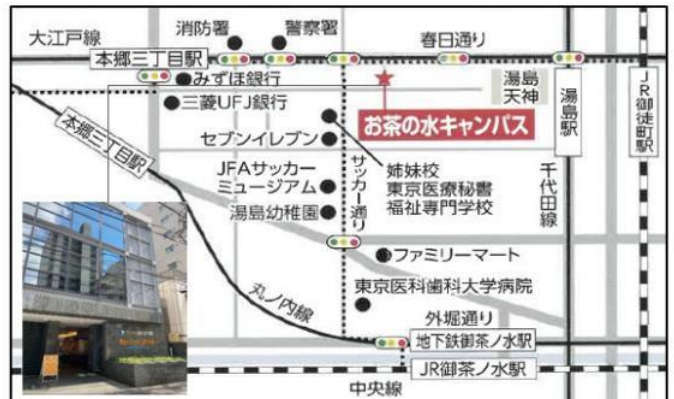 消防署
警察署
大江戸線
春日通り
本郷三丁目駅
みずほ銀行
湯島
天神
三菱UFJ銀行
お茶の水キャンパス
湯島駅
JR御徒町駅
本郷三丁目駅
セブンイレブン
JFAサッカー
ミュージアム
サッカー通り
姉妹校
東京医療秘書
福祉専門学校
千代田線
湯島幼稚園
ファミリーマート
丸ノ内線
東京医科歯科大学病院
外堀通り
地下鉄御茶ノ水駅
JR御茶ノ水駅
中央線